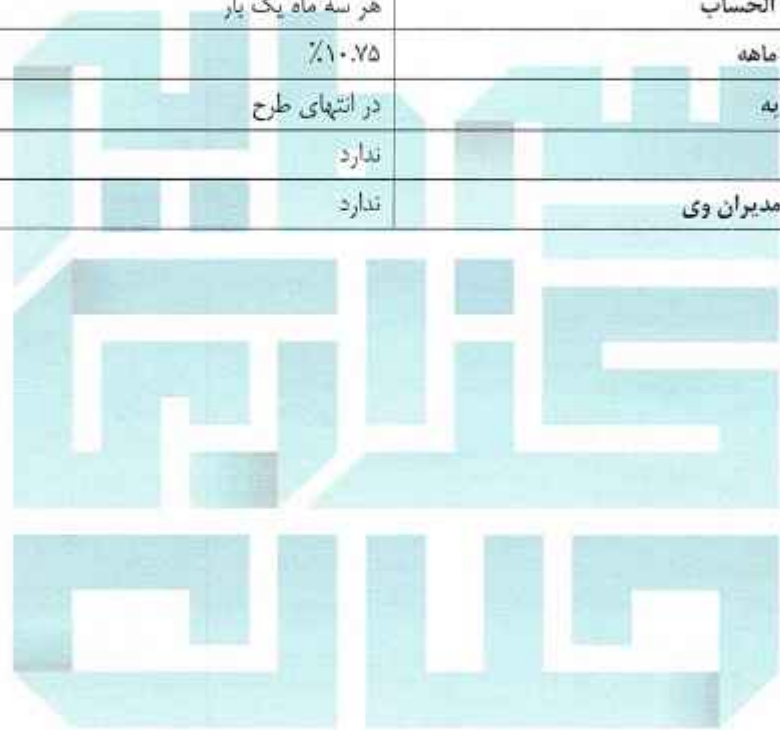 الحساب هر سه ماه یک بار
ماهه ٪۱۰.۷۵
به در انتهای طرح
ندارد
مدیران وی ندارد